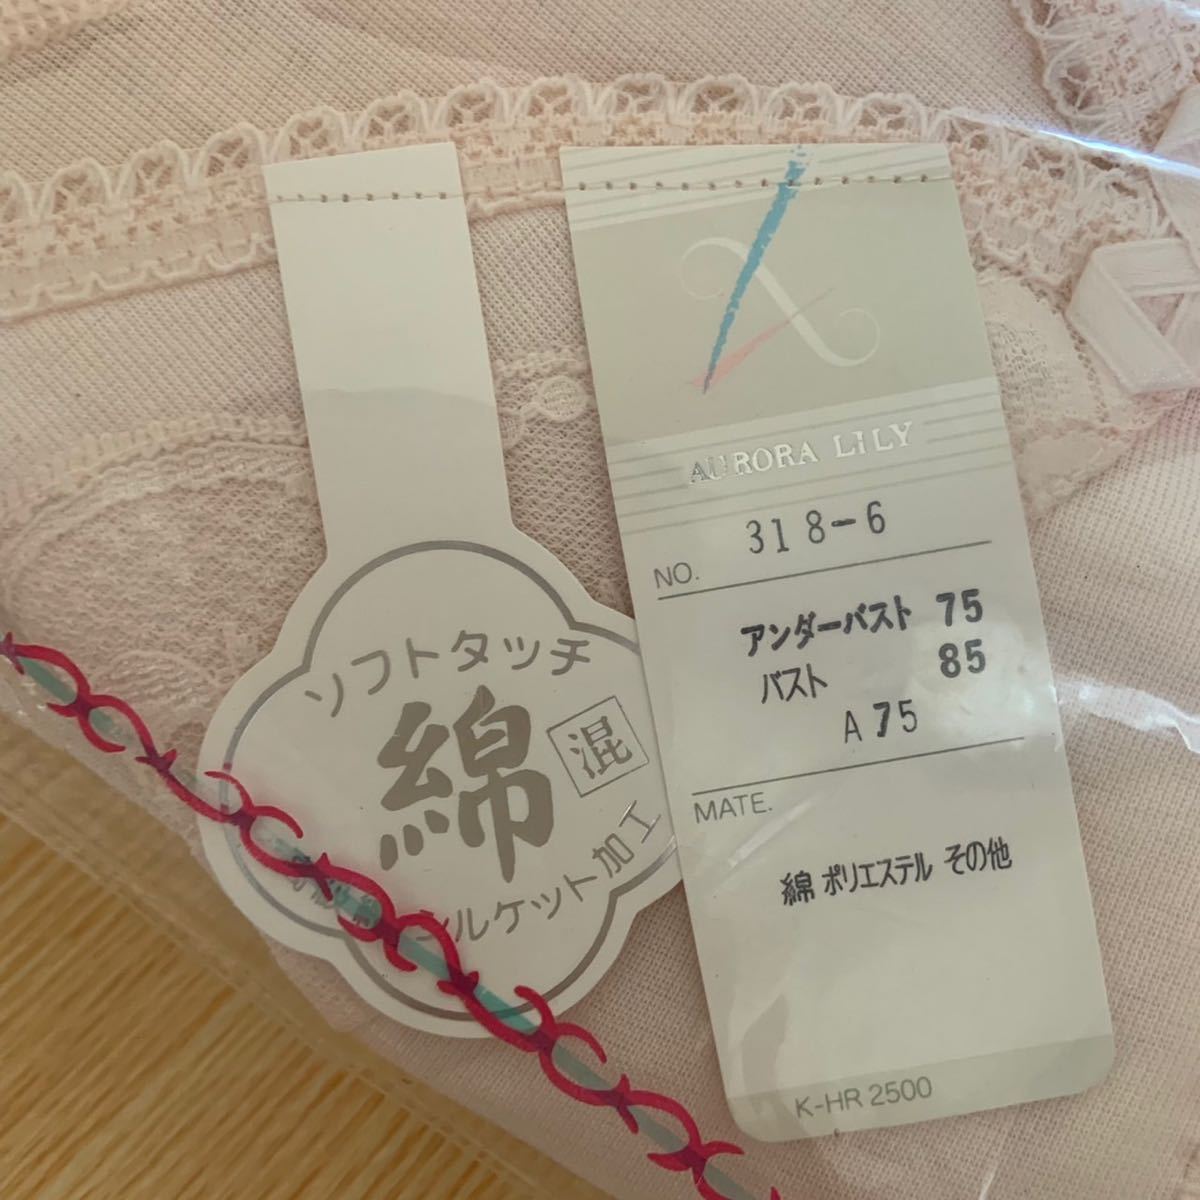 ソフトタッチ
綿 混
シルケット加工
AURORA LILY
318-6
NO.
アンダーバスト 75
バスト 85
A75
MATE.
綿 ポリエステル その他
K-HR 2500